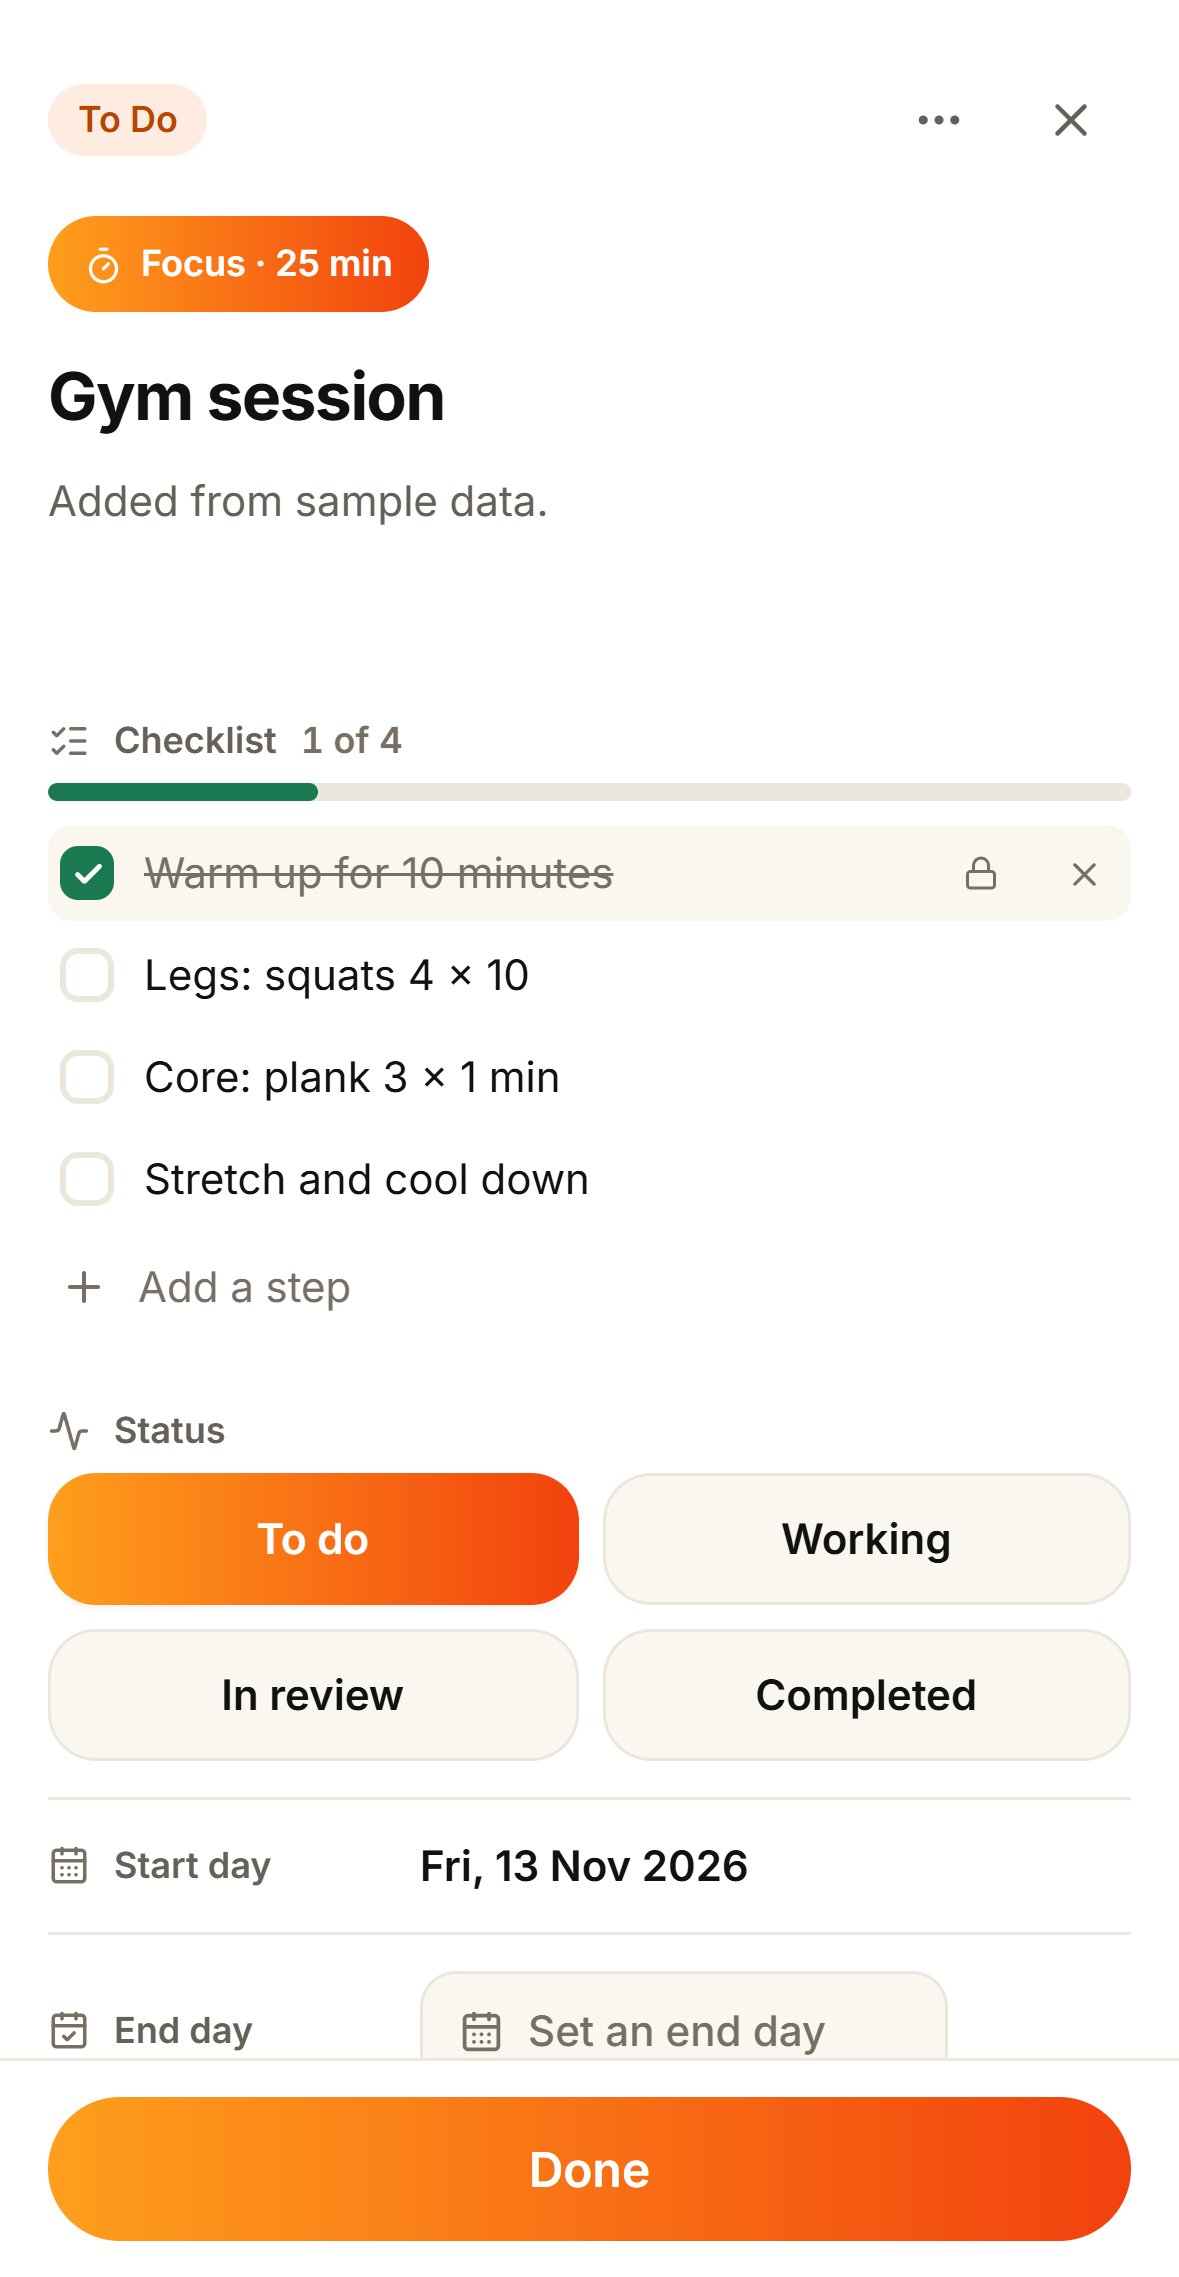 To Do
Focus · 25 min
Gym session
Added from sample data.
Checklist 1 of 4
Warm up for 10 minutes
Legs: squats 4 × 10
Core: plank 3 × 1 min
Stretch and cool down
Add a step
Status
To do
Working
In review
Completed
Start day
Fri, 13 Nov 2026
End day
Set an end day
Done